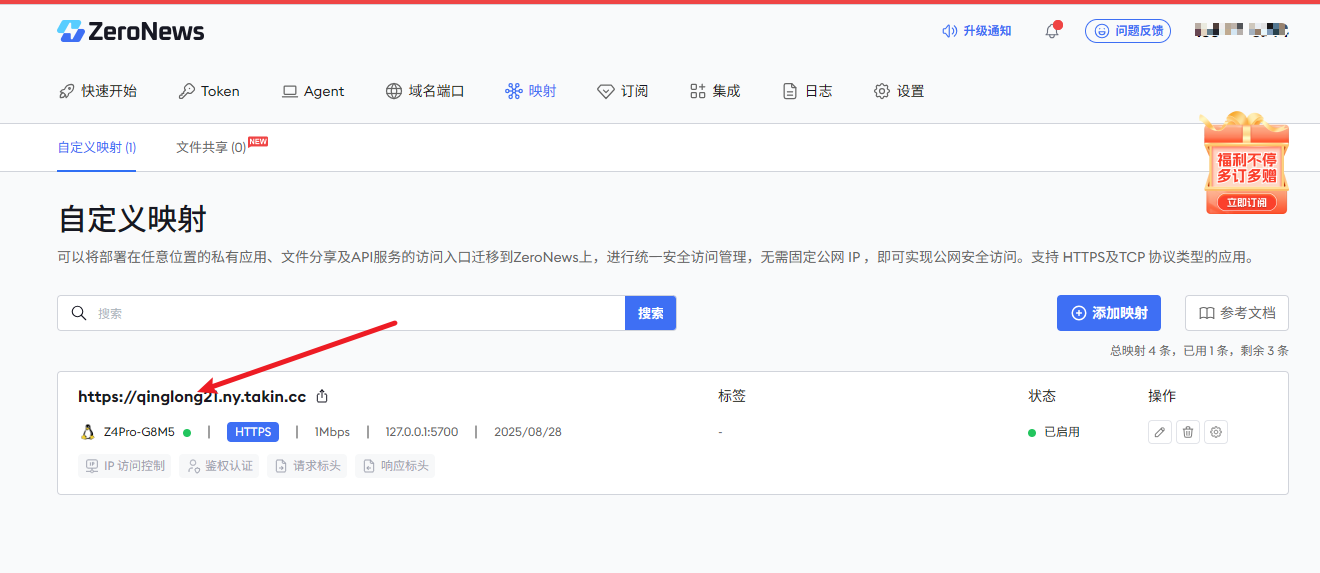 ZeroNews
升级通知
问题反馈
快速开始
Token
Agent
域名端口
映射
订阅
集成
日志
设置
自定义映射 (1)
文件共享 (0)
NEW
福利不停
多订多赠
立即订阅
自定义映射
可以将部署在任意位置的私有应用、文件分享及API服务的访问入口迁移到ZeroNews上，进行统一安全访问管理，无需固定公网 IP ，即可实现公网安全访问。支持 HTTPS及TCP 协议类型的应用。
搜索
搜索
添加映射
参考文档
总映射 4 条，已用 1 条，剩余 3 条
https://qinglong21.ny.takin.cc
标签
状态
操作
Z4Pro-G8M5 | HTTPS | 1Mbps | 127.0.0.1:5700 | 2025/08/28
-
已启用
IP 访问控制
鉴权认证
请求标头
响应标头